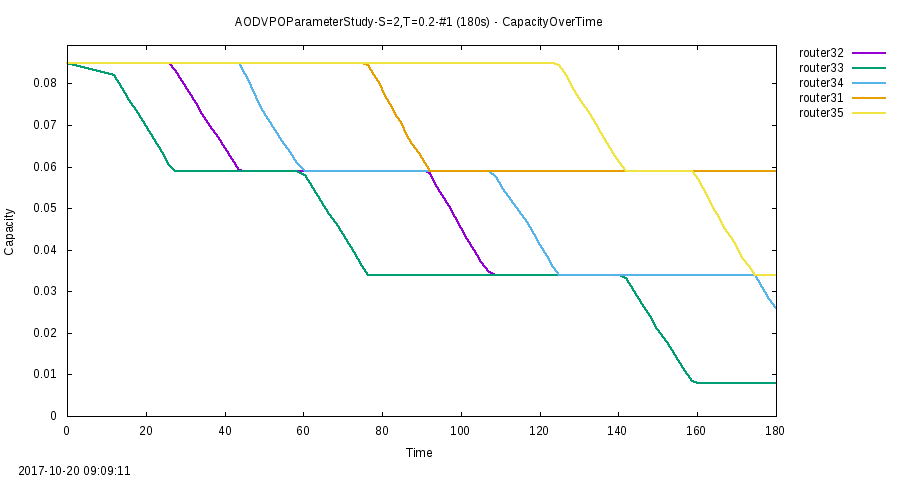 AODVPOParameterStudy-S=2,T=0.2-#1 (180s) - CapacityOverTime
router32
router33
router34
router31
router35
0.08
0.07
0.06
0.05
0.04
0.03
0.02
0.01
0
Capacity
0 20 40 60 80 100 120 140 160 180
Time
2017-10-20 09:09:11